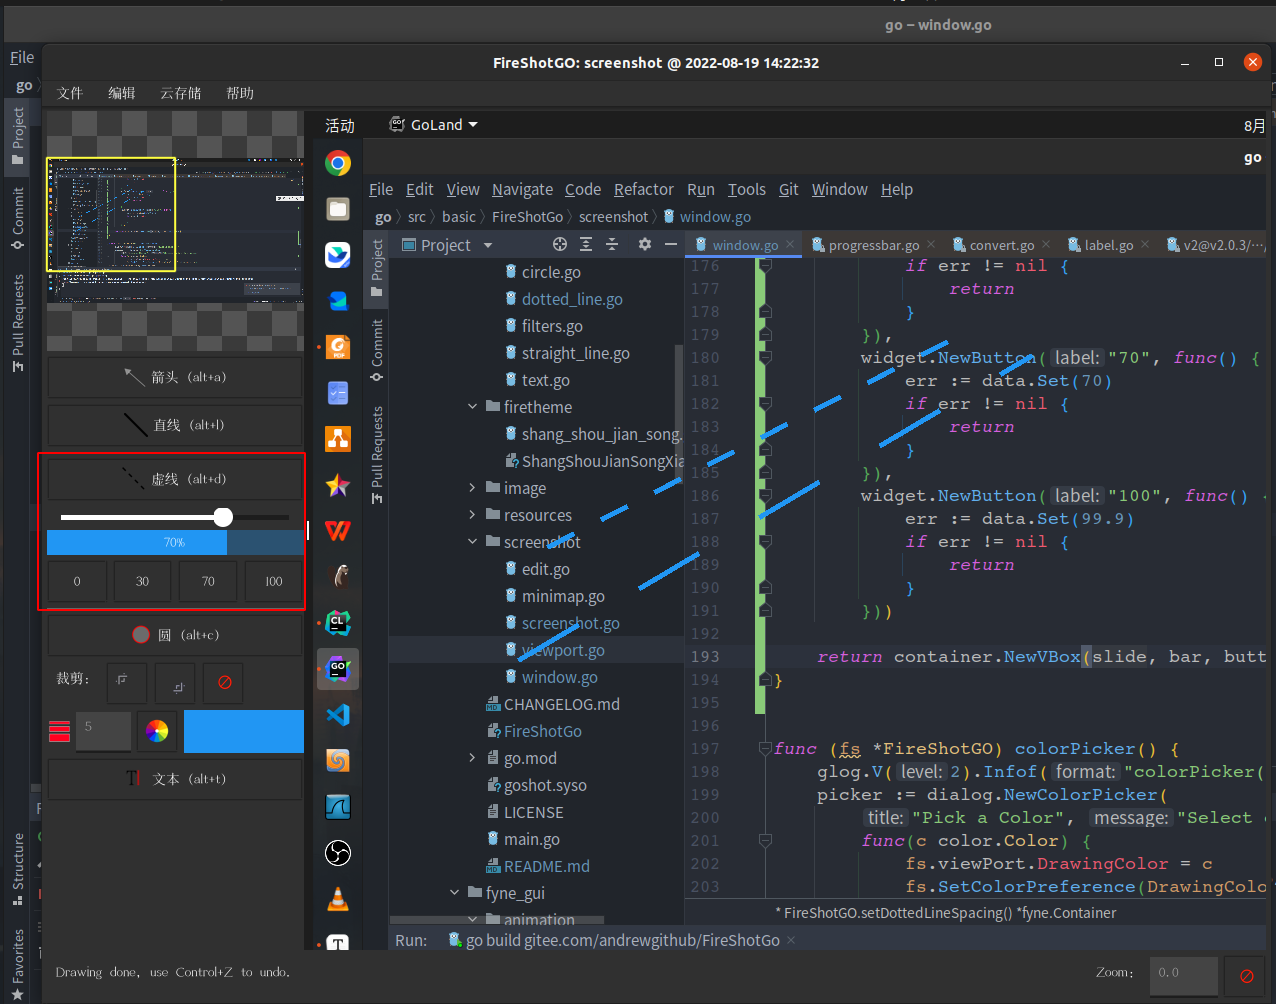 go – window.go
File
go
FireShotGO: screenshot @ 2022-08-19 14:22:32
文件 编辑 云存储 帮助
Project
Commit
Pull Requests
Structure
Favorites
箭头 (alt+a)
直线 (alt+l)
虚线 (alt+d)
70%
0 30 70 100
圆 (alt+c)
裁剪:
5
文本 (alt+t)
活动 GoLand 8月
go
File Edit View Navigate Code Refactor Run Tools Git Window Help
go 〉 src 〉 basic 〉 FireShotGo 〉 screenshot 〉 window.go
Project
Commit
Pull Requests
Project
window.go × progressbar.go × convert.go × label.go × v2@v2.0.3/…
circle.go
dotted_line.go
filters.go
straight_line.go
text.go
firetheme
shang_shou_jian_song.
ShangShouJianSongXia
image
resources
screenshot
edit.go
minimap.go
screenshot.go
viewport.go
window.go
CHANGELOG.md
FireShotGo
go.mod
goshot.syso
LICENSE
main.go
README.md
fyne_gui
animation
176 if err != nil {
177 return
178 }
179 }),
180 widget.NewButton( label: "70", func() {
181 err := data.Set(70)
182 if err != nil {
183 return
184 }
185 }),
186 widget.NewButton( label: "100", func() {
187 err := data.Set(99.9)
188 if err != nil {
189 return
190 }
191 }))
192
193 return container.NewVBox(slide, bar, butt
194 }
195
196
197 func (fs *FireShotGO) colorPicker() {
198 glog.V( level: 2).Infof( format: "colorPicker(
199 picker := dialog.NewColorPicker(
200 title: "Pick a Color", message: "Select
201 func(c color.Color) {
202 fs.viewPort.DrawingColor = c
203 fs.SetColorPreference(DrawingColo
* FireShotGO.setDottedLineSpacing() *fyne.Container
Run: go build gitee.com/andrewgithub/FireShotGo ×
Drawing done, use Control+Z to undo.
Zoom: 0.0